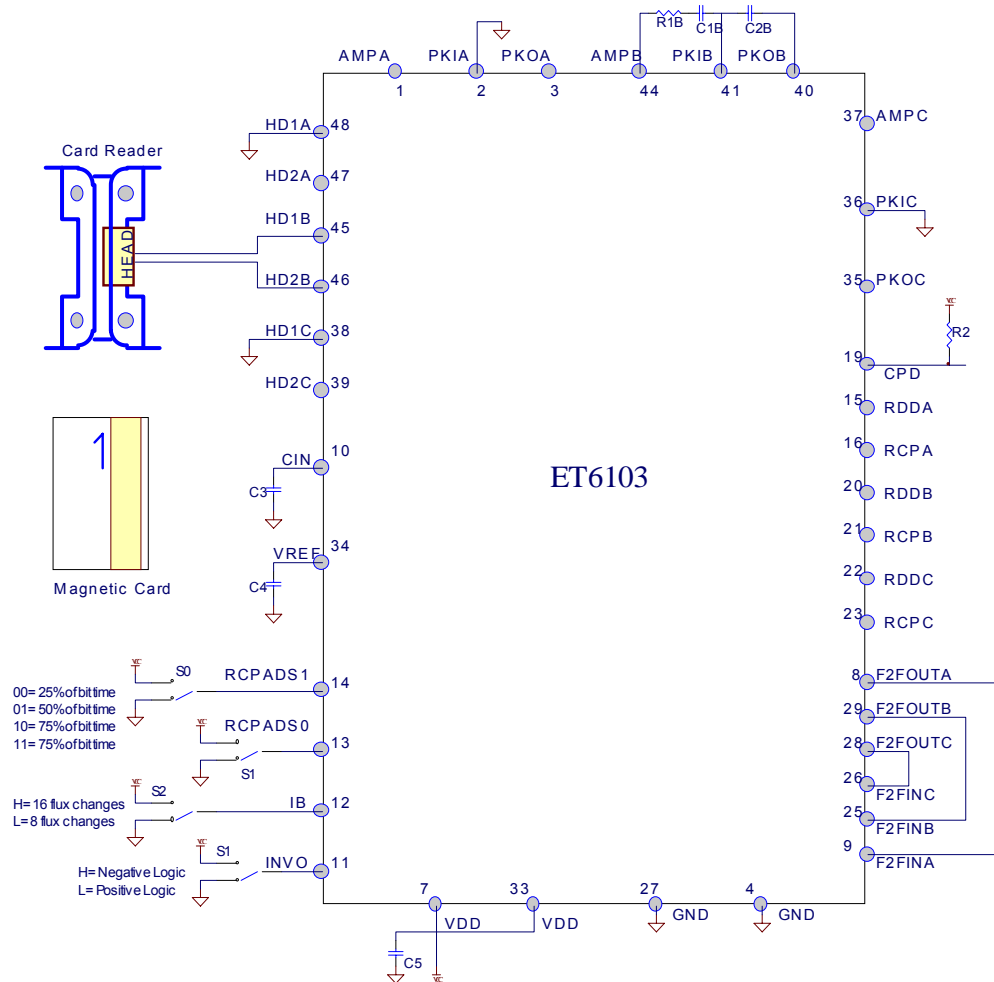 R1B C1B C2B
AMPA PKIA PKOA AMPB PKIB PKOB
1 2 3 44 41 40
37 AMPC
HD1A 48
Card Reader
HD2A 47
36 PKIC
HD1B 45
HEAD
HD2B 46
35 PKOC
VCC
HD1C 38
R2
19 CPD
HD2C 39
15 RDDA
1
16 RCPA
CIN 10
ET6103
C3
20 RDDB
21 RCPB
VREF 34
22 RDDC
C4
Magnetic Card
23 RCPC
VCC
S0
RCPADS1 14
8 F2FOUTA
00= 25% of bit time
01= 50% of bit time
10= 75% of bit time
11= 75% of bit time
29 F2FOUTB
VCC
RCPADS0 13
S1
28 F2FOUTC
26 F2FINC
VCC
S2
IB 12
H= 16 flux changes
L= 8 flux changes
25 F2FINB
VCC
S1
INVO 11
9 F2FINA
H= Negative Logic
L= Positive Logic
7 33 27 4
VDD VDD GND GND
C5
VCC